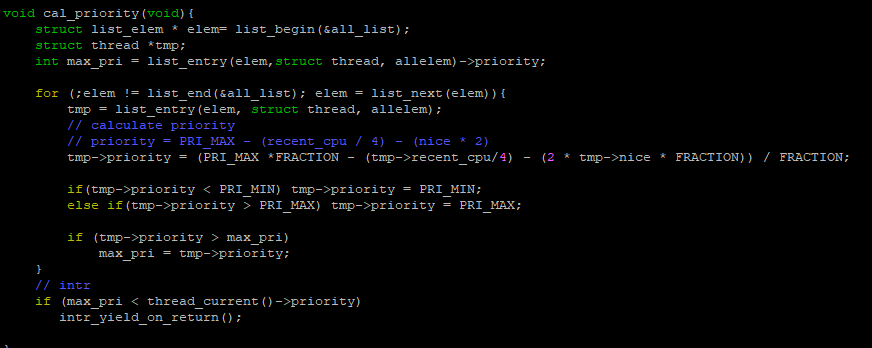 void cal_priority(void){
    struct list_elem * elem= list_begin(&all_list);
    struct thread *tmp;
    int max_pri = list_entry(elem,struct thread, allelem)->priority;

    for (;elem != list_end(&all_list); elem = list_next(elem)){
        tmp = list_entry(elem, struct thread, allelem);
        // calculate priority
        // priority = PRI_MAX - (recent_cpu / 4) - (nice * 2)
        tmp->priority = (PRI_MAX *FRACTION - (tmp->recent_cpu/4) - (2 * tmp->nice * FRACTION)) / FRACTION;

        if(tmp->priority < PRI_MIN) tmp->priority = PRI_MIN;
        else if(tmp->priority > PRI_MAX) tmp->priority = PRI_MAX;

        if (tmp->priority > max_pri)
            max_pri = tmp->priority;
    }
    // intr
    if (max_pri < thread_current()->priority)
       intr_yield_on_return();

}